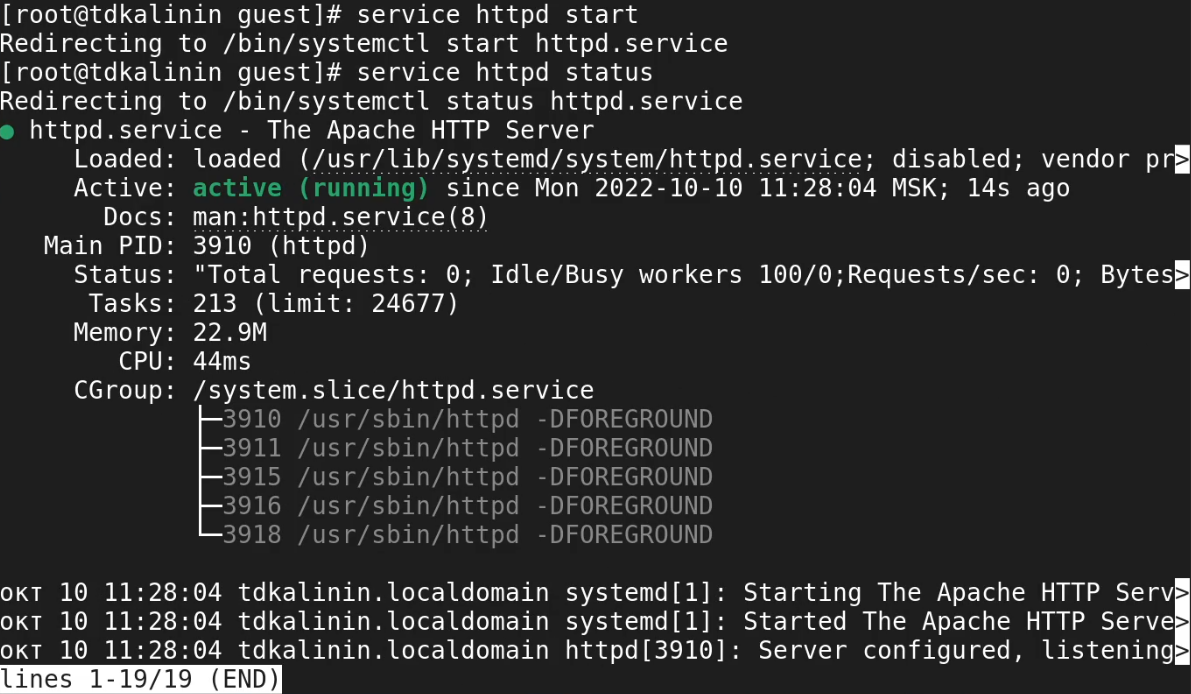 [root@tdkalinin guest]# service httpd start
Redirecting to /bin/systemctl start httpd.service
[root@tdkalinin guest]# service httpd status
Redirecting to /bin/systemctl status httpd.service
● httpd.service - The Apache HTTP Server
     Loaded: loaded (/usr/lib/systemd/system/httpd.service; disabled; vendor pr>
     Active: active (running) since Mon 2022-10-10 11:28:04 MSK; 14s ago
       Docs: man:httpd.service(8)
   Main PID: 3910 (httpd)
     Status: "Total requests: 0; Idle/Busy workers 100/0;Requests/sec: 0; Bytes>
      Tasks: 213 (limit: 24677)
     Memory: 22.9M
        CPU: 44ms
     CGroup: /system.slice/httpd.service
             ├─3910 /usr/sbin/httpd -DFOREGROUND
             ├─3911 /usr/sbin/httpd -DFOREGROUND
             ├─3915 /usr/sbin/httpd -DFOREGROUND
             ├─3916 /usr/sbin/httpd -DFOREGROUND
             └─3918 /usr/sbin/httpd -DFOREGROUND

окт 10 11:28:04 tdkalinin.localdomain systemd[1]: Starting The Apache HTTP Serv>
окт 10 11:28:04 tdkalinin.localdomain systemd[1]: Started The Apache HTTP Serve>
окт 10 11:28:04 tdkalinin.localdomain httpd[3910]: Server configured, listening>
lines 1-19/19 (END)